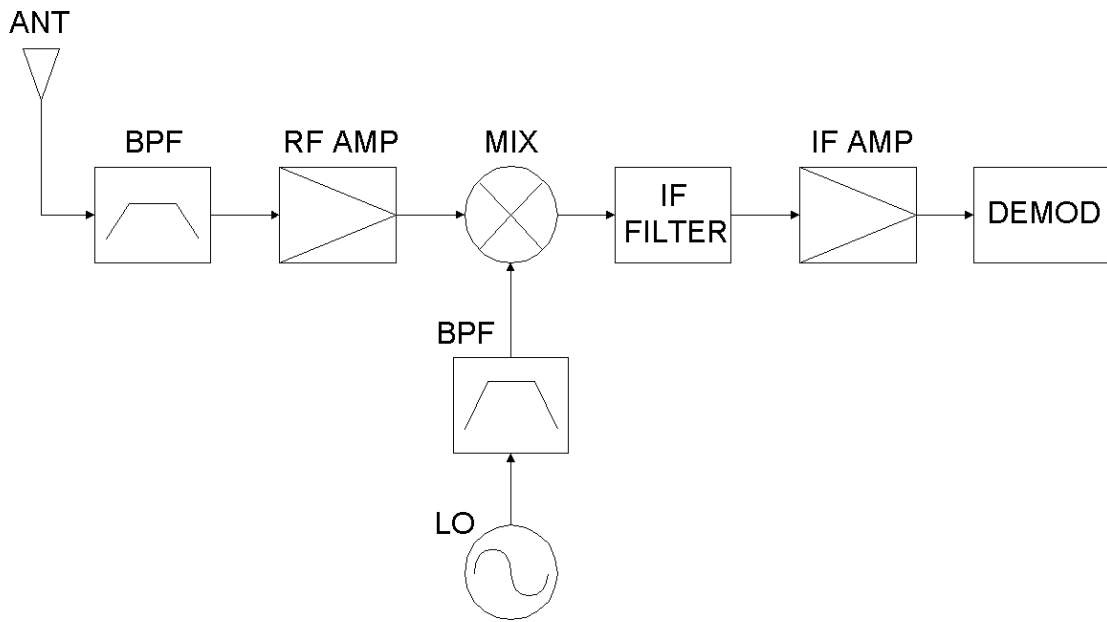 ANT
BPF
RF AMP
MIX
IF
FILTER
IF AMP
DEMOD
BPF
LO